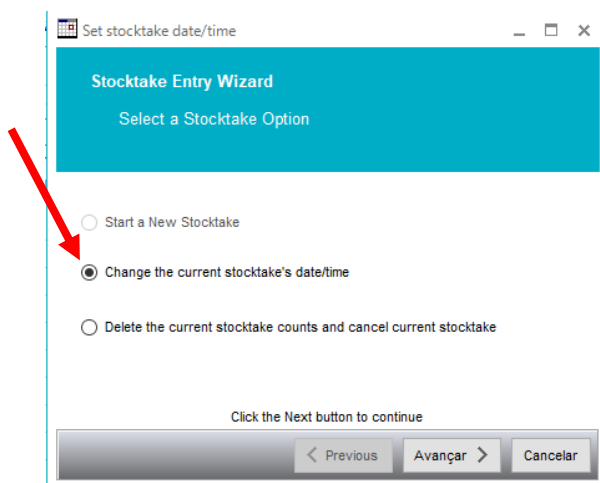 Set stocktake date/time
Stocktake Entry Wizard
Select a Stocktake Option
Start a New Stocktake
Change the current stocktake's date/time
Delete the current stocktake counts and cancel current stocktake
Click the Next button to continue
Previous Avançar Cancelar